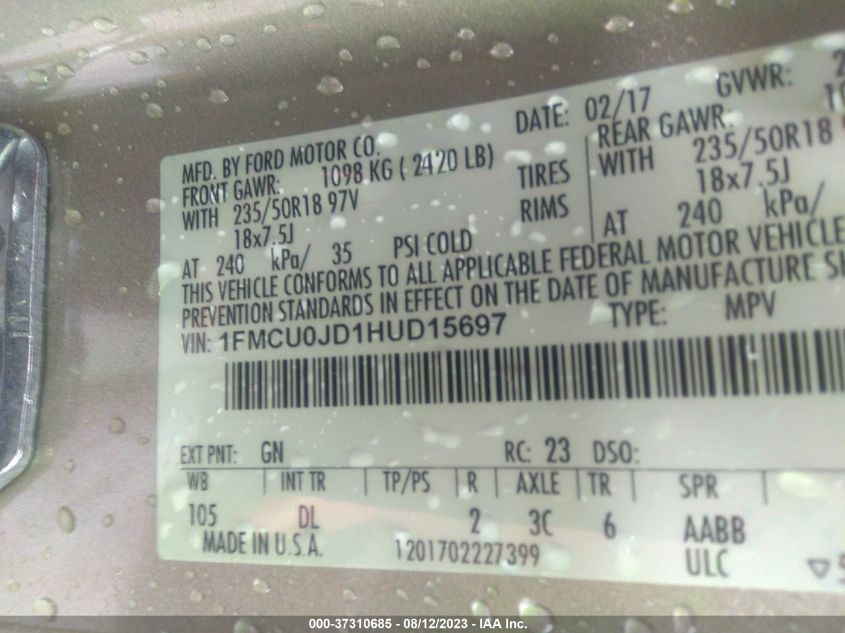 DATE: 02/17 GVWR: 2
MFD. BY FORD MOTOR CO.
FRONT GAWR: 1098 KG ( 2420 LB) REAR GAWR: 10
WITH 235/50R18 97V TIRES WITH 235/50R18 9
18x7.5J RIMS 18x7.5J
AT 240 kPa/ 35 PSI COLD AT 240 kPa/
THIS VEHICLE CONFORMS TO ALL APPLICABLE FEDERAL MOTOR VEHICLE
PREVENTION STANDARDS IN EFFECT ON THE DATE OF MANUFACTURE
VIN: 1FMCU0JD1HUD15697 TYPE: MPV
EXT PNT: GN RC: 23 DSO:
WB INT TR TP/PS R AXLE TR SPR
105 DL 2 3C 6 AABB
MADE IN U.S.A. 1201702227399 ULC
000-37310685 - 08/12/2023 - IAA Inc.